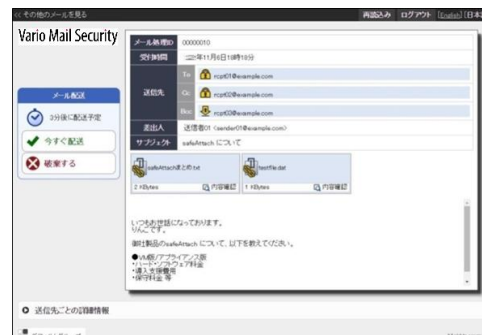 << その他のメールを見る
再読込み ログアウト [English] [日本
Vario Mail Security
メール処理ID 00000010
受付時間 年11月6日10時10分
送信先
To rcpt01@example.com
Cc rcpt02@example.com
Bcc rcpt03@example.com
差出人 送信者01 (sender01@example.com)
サブジェクト safeAttach について
メール配送
3分後に配送予定
今すぐ配送
破棄する
safeAttachまとめ.txt
2 KBytes 内容確認
testfile.dat
1 KBytes 内容確認
いつもお世話になっております。
りんごです。
御社製品のsafeAttach について、以下を教えてください。
●VM版/アプライアンス版
・ハード・ソフトウェア料金
・導入支援費用
・保守料金 等
送信先ごとの詳細情報